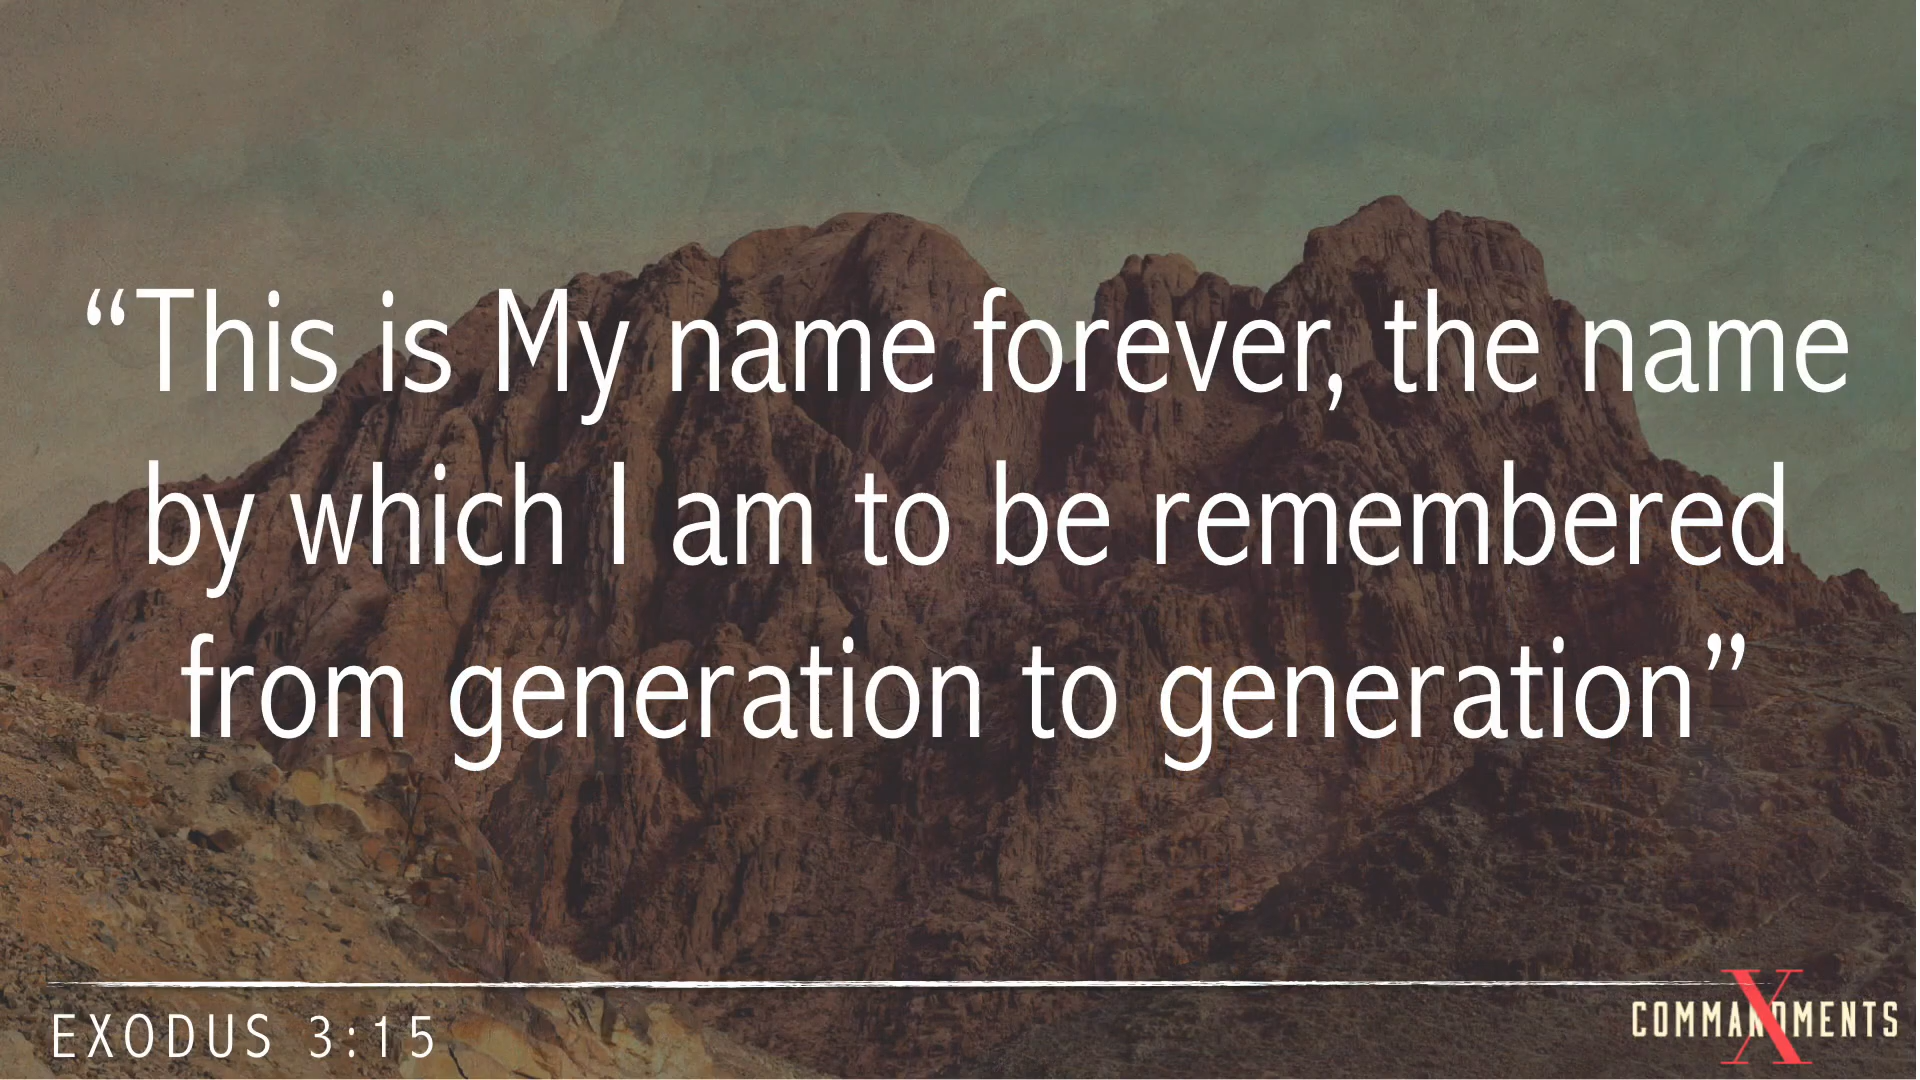 “This is My name forever, the name
by which I am to be remembered
from generation to generation”
EXODUS 3:15
X
COMMANDMENTS